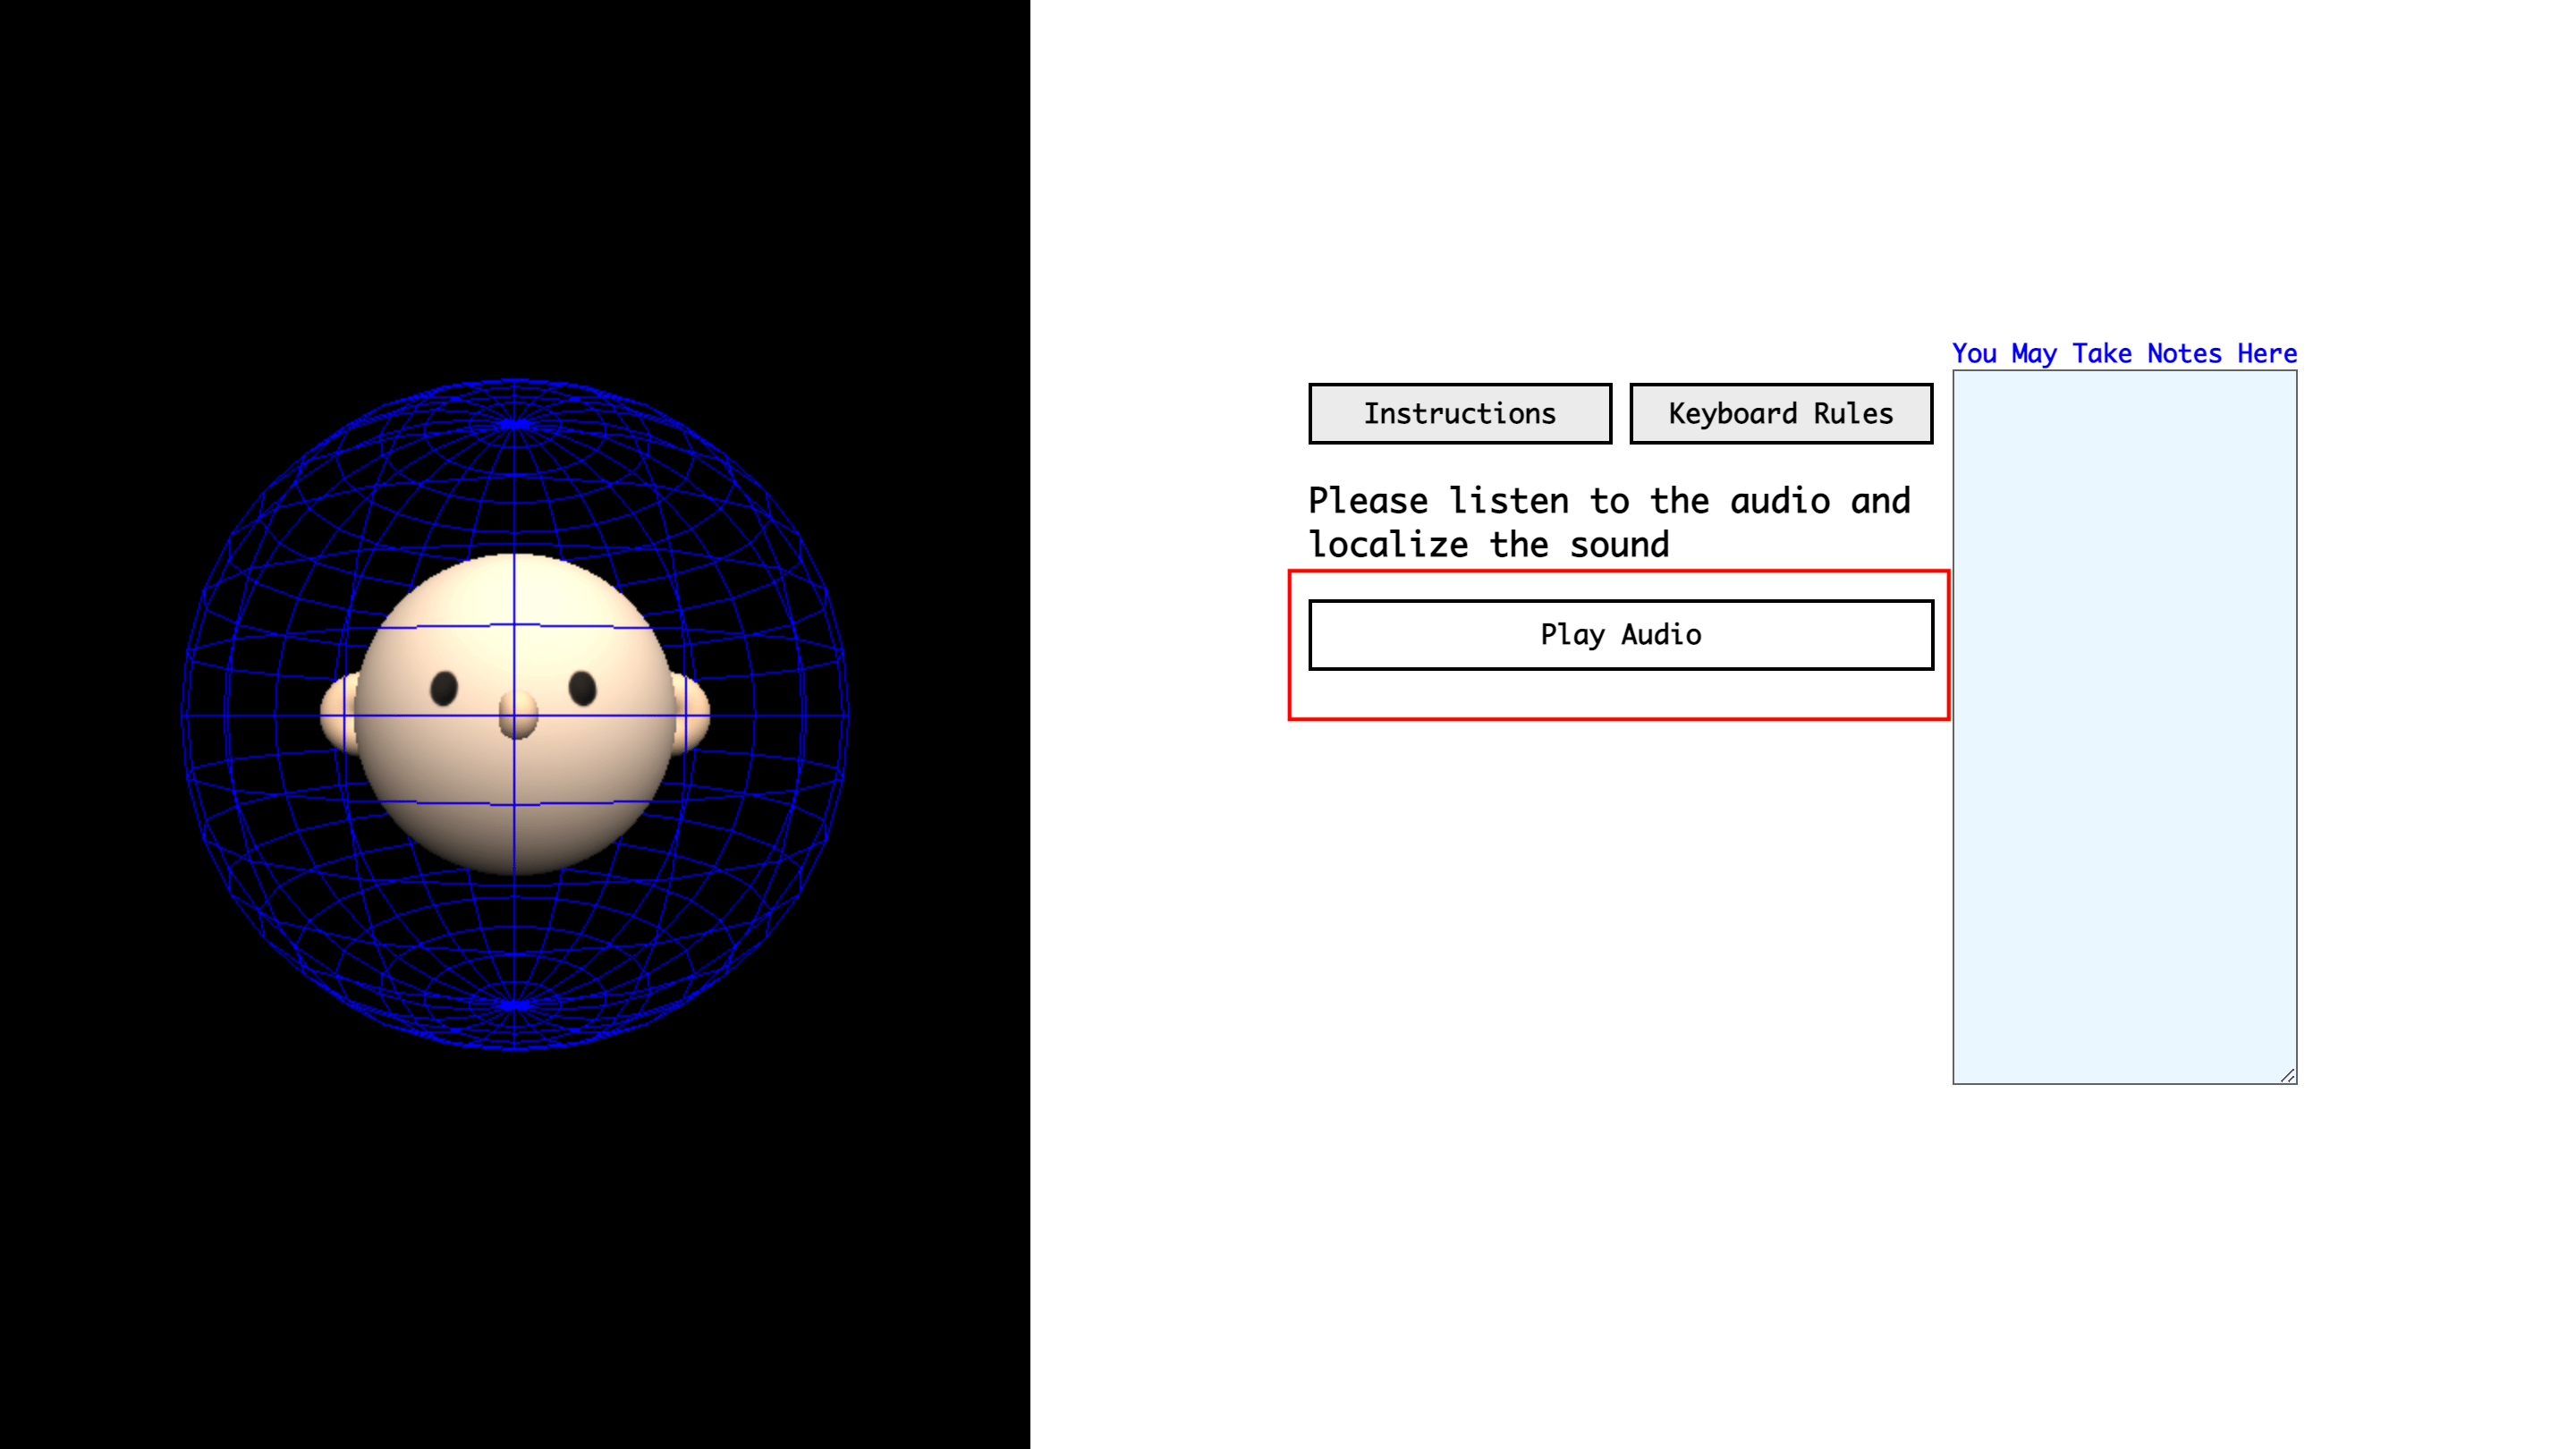 You May Take Notes Here
Instructions
Keyboard Rules
Please listen to the audio and
localize the sound
Play Audio